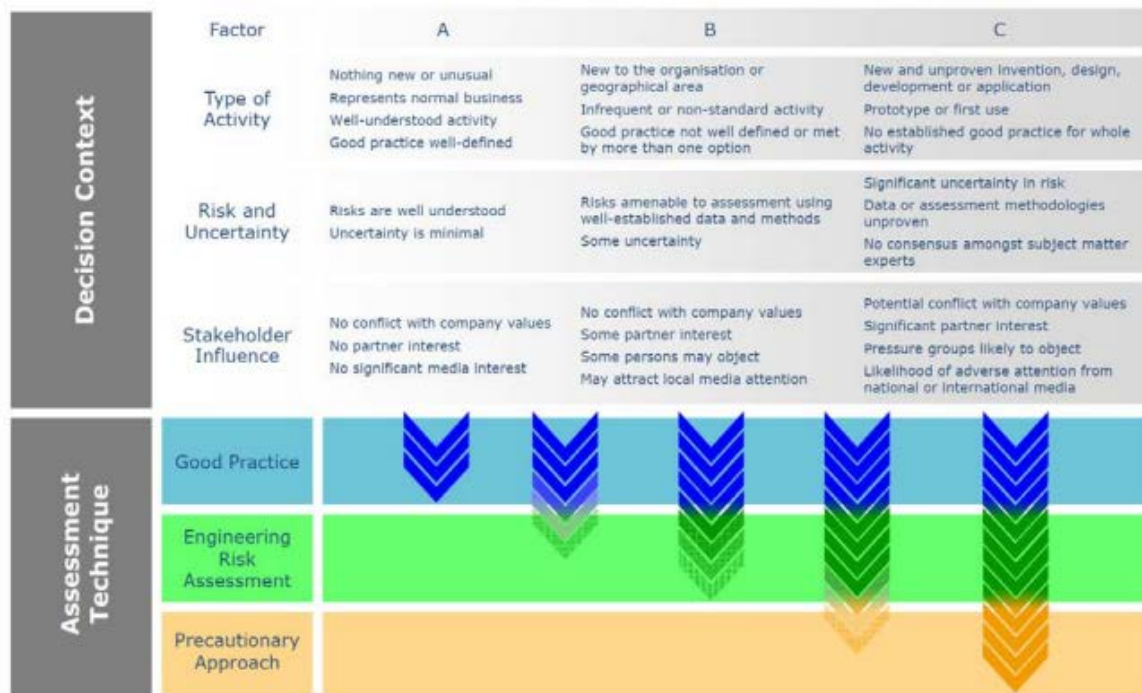 Decision Context
Factor
A
B
C
Type of
Activity
Nothing new or unusual
Represents normal business
Well-understood activity
Good practice well-defined
New to the organisation or
geographical area
Infrequent or non-standard activity
Good practice not well defined or met
by more than one option
New and unproven invention, design,
development or application
Prototype or first use
No established good practice for whole
activity
Risk and
Uncertainty
Risks are well understood
Uncertainty is minimal
Risks amenable to assessment using
well-established data and methods
Some uncertainty
Significant uncertainty in risk
Data or assessment methodologies
unproven
No consensus amongst subject matter
experts
Stakeholder
Influence
No conflict with company values
No partner interest
No significant media interest
No conflict with company values
Some partner interest
Some persons may object
May attract local media attention
Potential conflict with company values
Significant partner interest
Pressure groups likely to object
Likelihood of adverse attention from
national or international media
Assessment
Technique
Good Practice
Engineering
Risk
Assessment
Precautionary
Approach